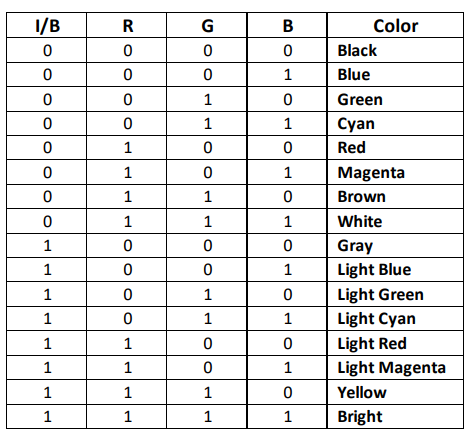 I/B R G B Color
0 0 0 0 Black
0 0 0 1 Blue
0 0 1 0 Green
0 0 1 1 Cyan
0 1 0 0 Red
0 1 0 1 Magenta
0 1 1 0 Brown
0 1 1 1 White
1 0 0 0 Gray
1 0 0 1 Light Blue
1 0 1 0 Light Green
1 0 1 1 Light Cyan
1 1 0 0 Light Red
1 1 0 1 Light Magenta
1 1 1 0 Yellow
1 1 1 1 Bright